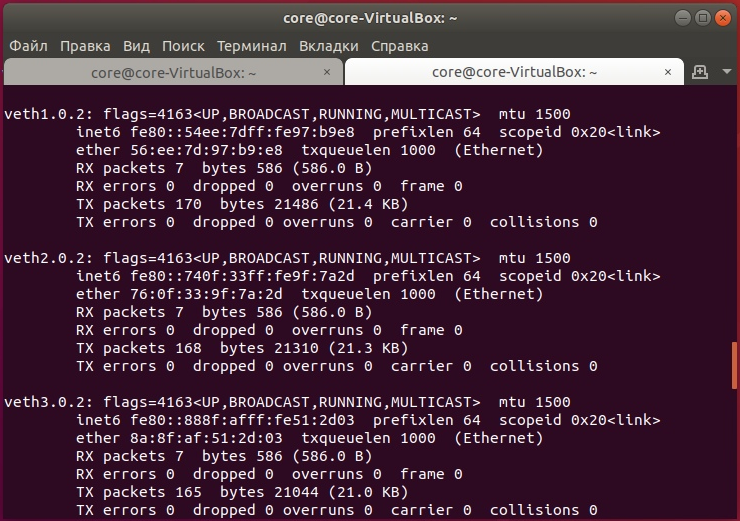 core@core-VirtualBox: ~
Файл Правка Вид Поиск Терминал Вкладки Справка
core@core-VirtualBox: ~ × core@core-VirtualBox: ~ ×
veth1.0.2: flags=4163<UP,BROADCAST,RUNNING,MULTICAST>  mtu 1500
        inet6 fe80::54ee:7dff:fe97:b9e8  prefixlen 64  scopeid 0x20<link>
        ether 56:ee:7d:97:b9:e8  txqueuelen 1000  (Ethernet)
        RX packets 7  bytes 586 (586.0 B)
        RX errors 0  dropped 0  overruns 0  frame 0
        TX packets 170  bytes 21486 (21.4 KB)
        TX errors 0  dropped 0 overruns 0  carrier 0  collisions 0
veth2.0.2: flags=4163<UP,BROADCAST,RUNNING,MULTICAST>  mtu 1500
        inet6 fe80::740f:33ff:fe9f:7a2d  prefixlen 64  scopeid 0x20<link>
        ether 76:0f:33:9f:7a:2d  txqueuelen 1000  (Ethernet)
        RX packets 7  bytes 586 (586.0 B)
        RX errors 0  dropped 0  overruns 0  frame 0
        TX packets 168  bytes 21310 (21.3 KB)
        TX errors 0  dropped 0 overruns 0  carrier 0  collisions 0
veth3.0.2: flags=4163<UP,BROADCAST,RUNNING,MULTICAST>  mtu 1500
        inet6 fe80::888f:afff:fe51:2d03  prefixlen 64  scopeid 0x20<link>
        ether 8a:8f:af:51:2d:03  txqueuelen 1000  (Ethernet)
        RX packets 7  bytes 586 (586.0 B)
        RX errors 0  dropped 0  overruns 0  frame 0
        TX packets 165  bytes 21044 (21.0 KB)
        TX errors 0  dropped 0 overruns 0  carrier 0  collisions 0